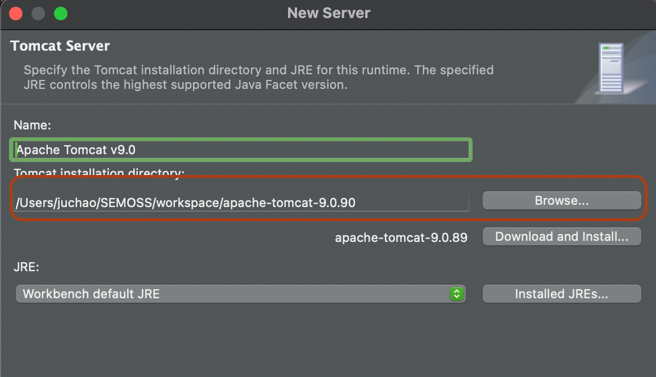 New Server
Tomcat Server
Specify the Tomcat installation directory and JRE for this runtime. The specified
JRE controls the highest supported Java Facet version.
Name:
Apache Tomcat v9.0
Tomcat installation directory:
/Users/juchao/SEMOSS/workspace/apache-tomcat-9.0.90
Browse...
apache-tomcat-9.0.89
Download and Install...
JRE:
Workbench default JRE
Installed JREs...